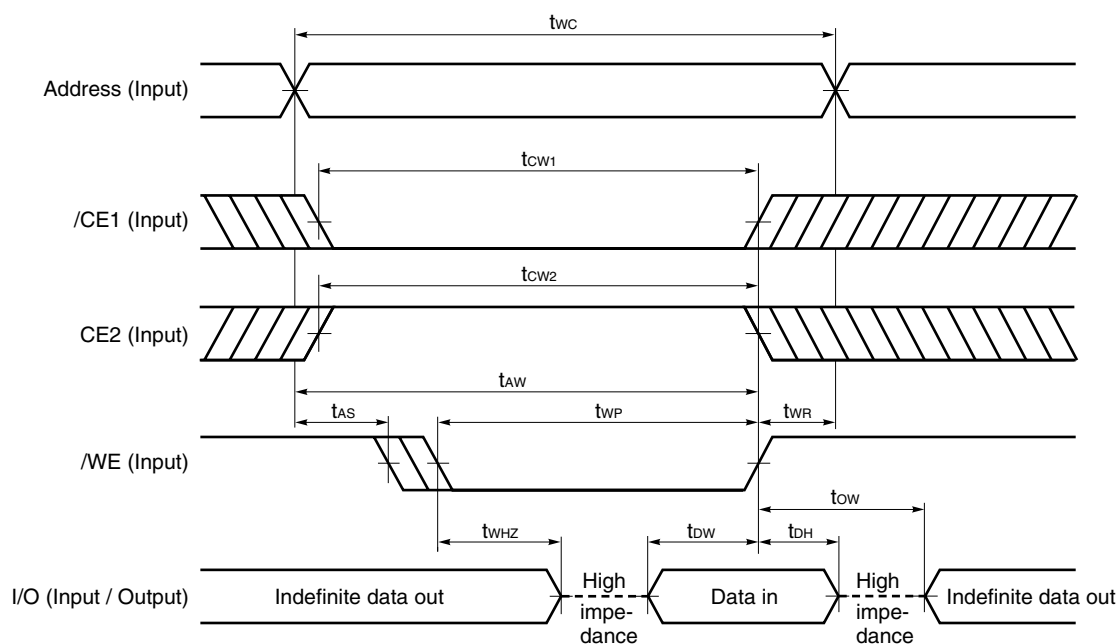 tWC
Address (Input)
tCW1
/CE1 (Input)
tCW2
CE2 (Input)
tAW
tAS
tWP
tWR
/WE (Input)
tOW
tWHZ
tDW
tDH
I/O (Input / Output)
Indefinite data out
High
impe-
dance
Data in
High
impe-
dance
Indefinite data out